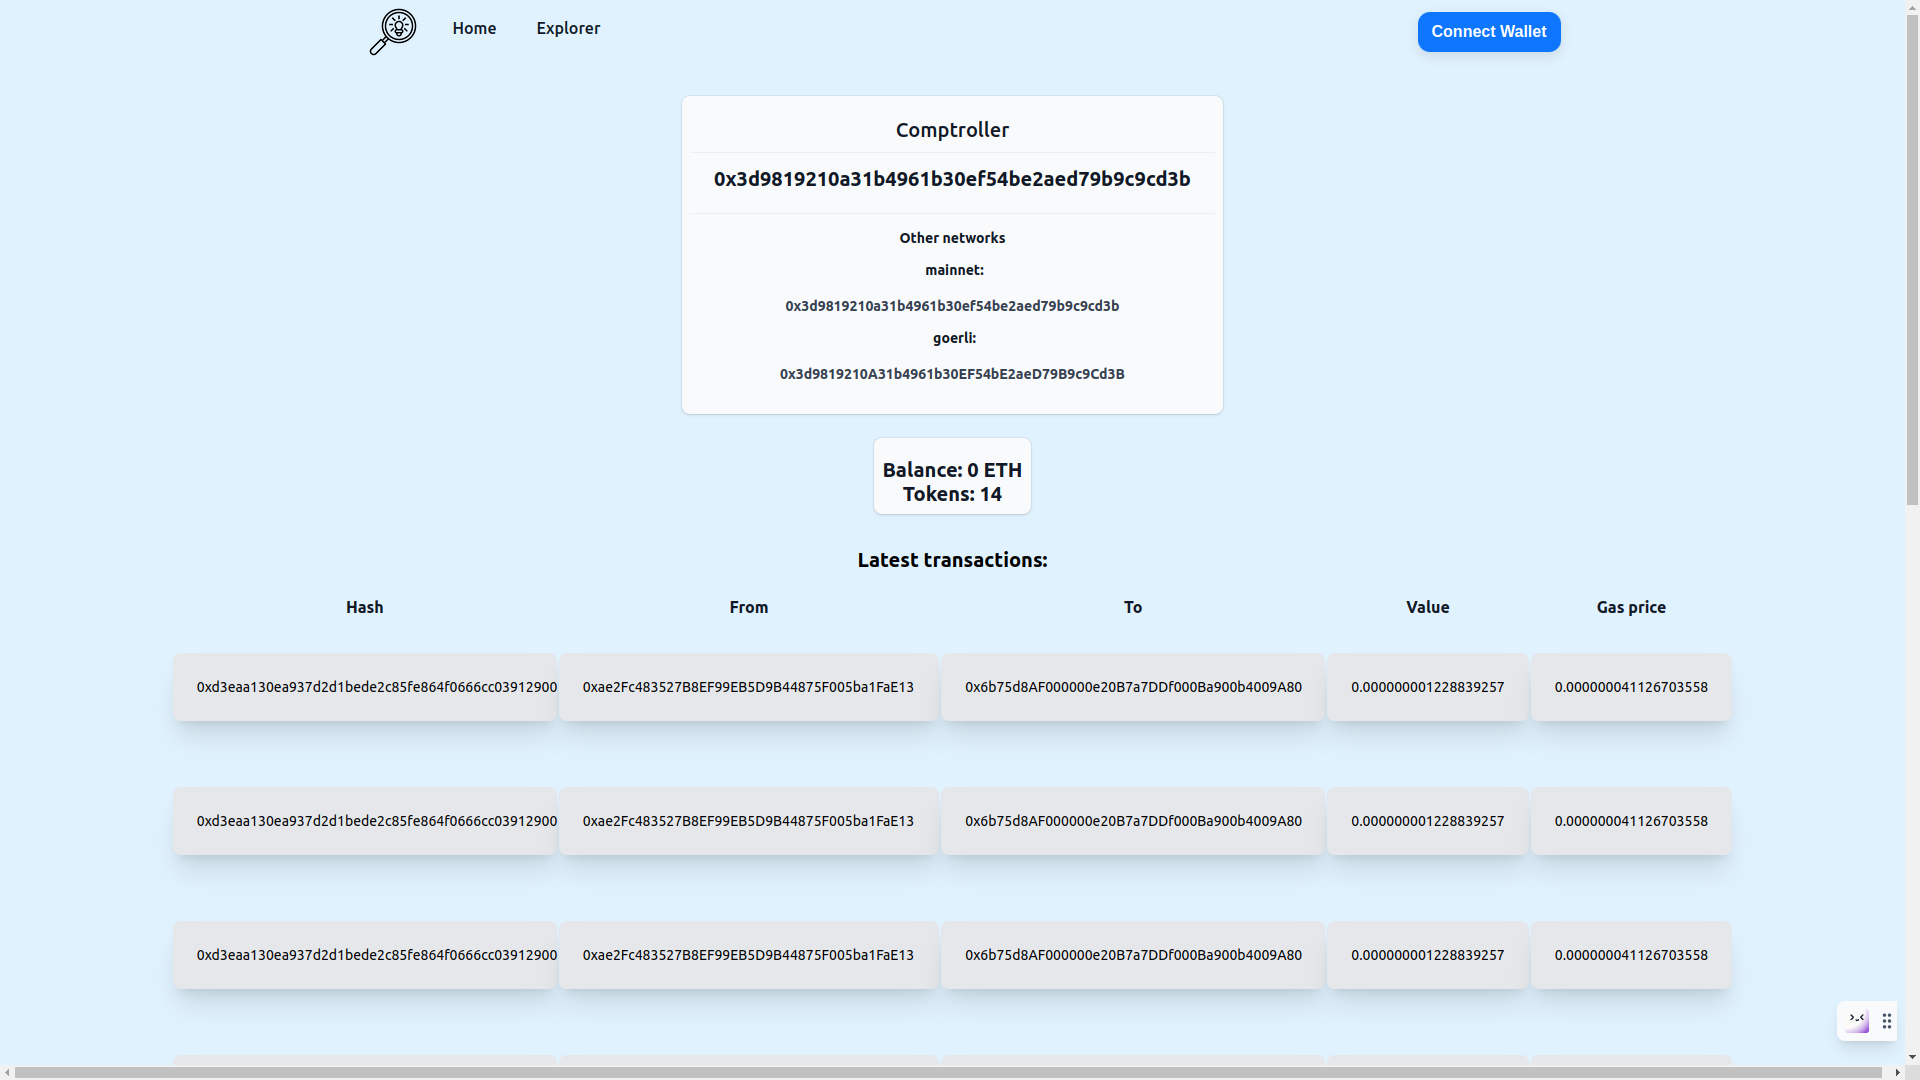 Home Explorer Connect Wallet
Comptroller
0x3d9819210a31b4961b30ef54be2aed79b9c9cd3b
Other networks
mainnet:
0x3d9819210a31b4961b30ef54be2aed79b9c9cd3b
goerli:
0x3d9819210A31b4961b30EF54bE2aeD79B9c9Cd3B
Balance: 0 ETH
Tokens: 14
Latest transactions:
Hash From To Value Gas price
0xd3eaa130ea937d2d1bede2c85fe864f0666cc03912900 0xae2Fc483527B8EF99EB5D9B44875F005ba1FaE13 0x6b75d8AF000000e20B7a7DDf000Ba900b4009A80 0.000000001228839257 0.000000041126703558
0xd3eaa130ea937d2d1bede2c85fe864f0666cc03912900 0xae2Fc483527B8EF99EB5D9B44875F005ba1FaE13 0x6b75d8AF000000e20B7a7DDf000Ba900b4009A80 0.000000001228839257 0.000000041126703558
0xd3eaa130ea937d2d1bede2c85fe864f0666cc03912900 0xae2Fc483527B8EF99EB5D9B44875F005ba1FaE13 0x6b75d8AF000000e20B7a7DDf000Ba900b4009A80 0.000000001228839257 0.000000041126703558